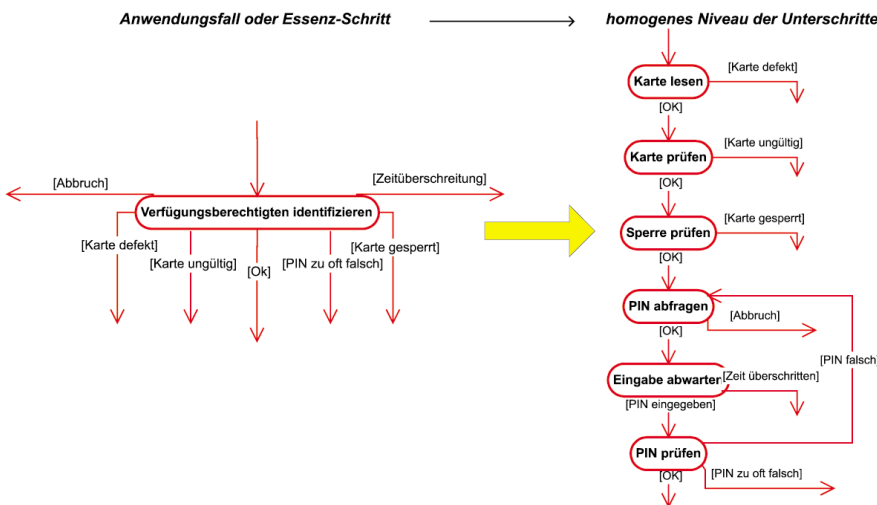 Anwendungsfall oder Essenz-Schritt
homogenes Niveau der Unterschritte
[Abbruch]
[Zeitüberschreitung]
Verfügungsberechtigten identifizieren
[Karte defekt]
[Karte ungültig]
[Ok]
[PIN zu oft falsch]
[Karte gesperrt]
Karte lesen
[Karte defekt]
[OK]
Karte prüfen
[Karte ungültig]
[OK]
Sperre prüfen
[Karte gesperrt]
[OK]
PIN abfragen
[Abbruch]
[OK]
[PIN falsch]
Eingabe abwarten
[Zeit überschritten]
[PIN eingegeben]
PIN prüfen
[PIN zu oft falsch]
[OK]